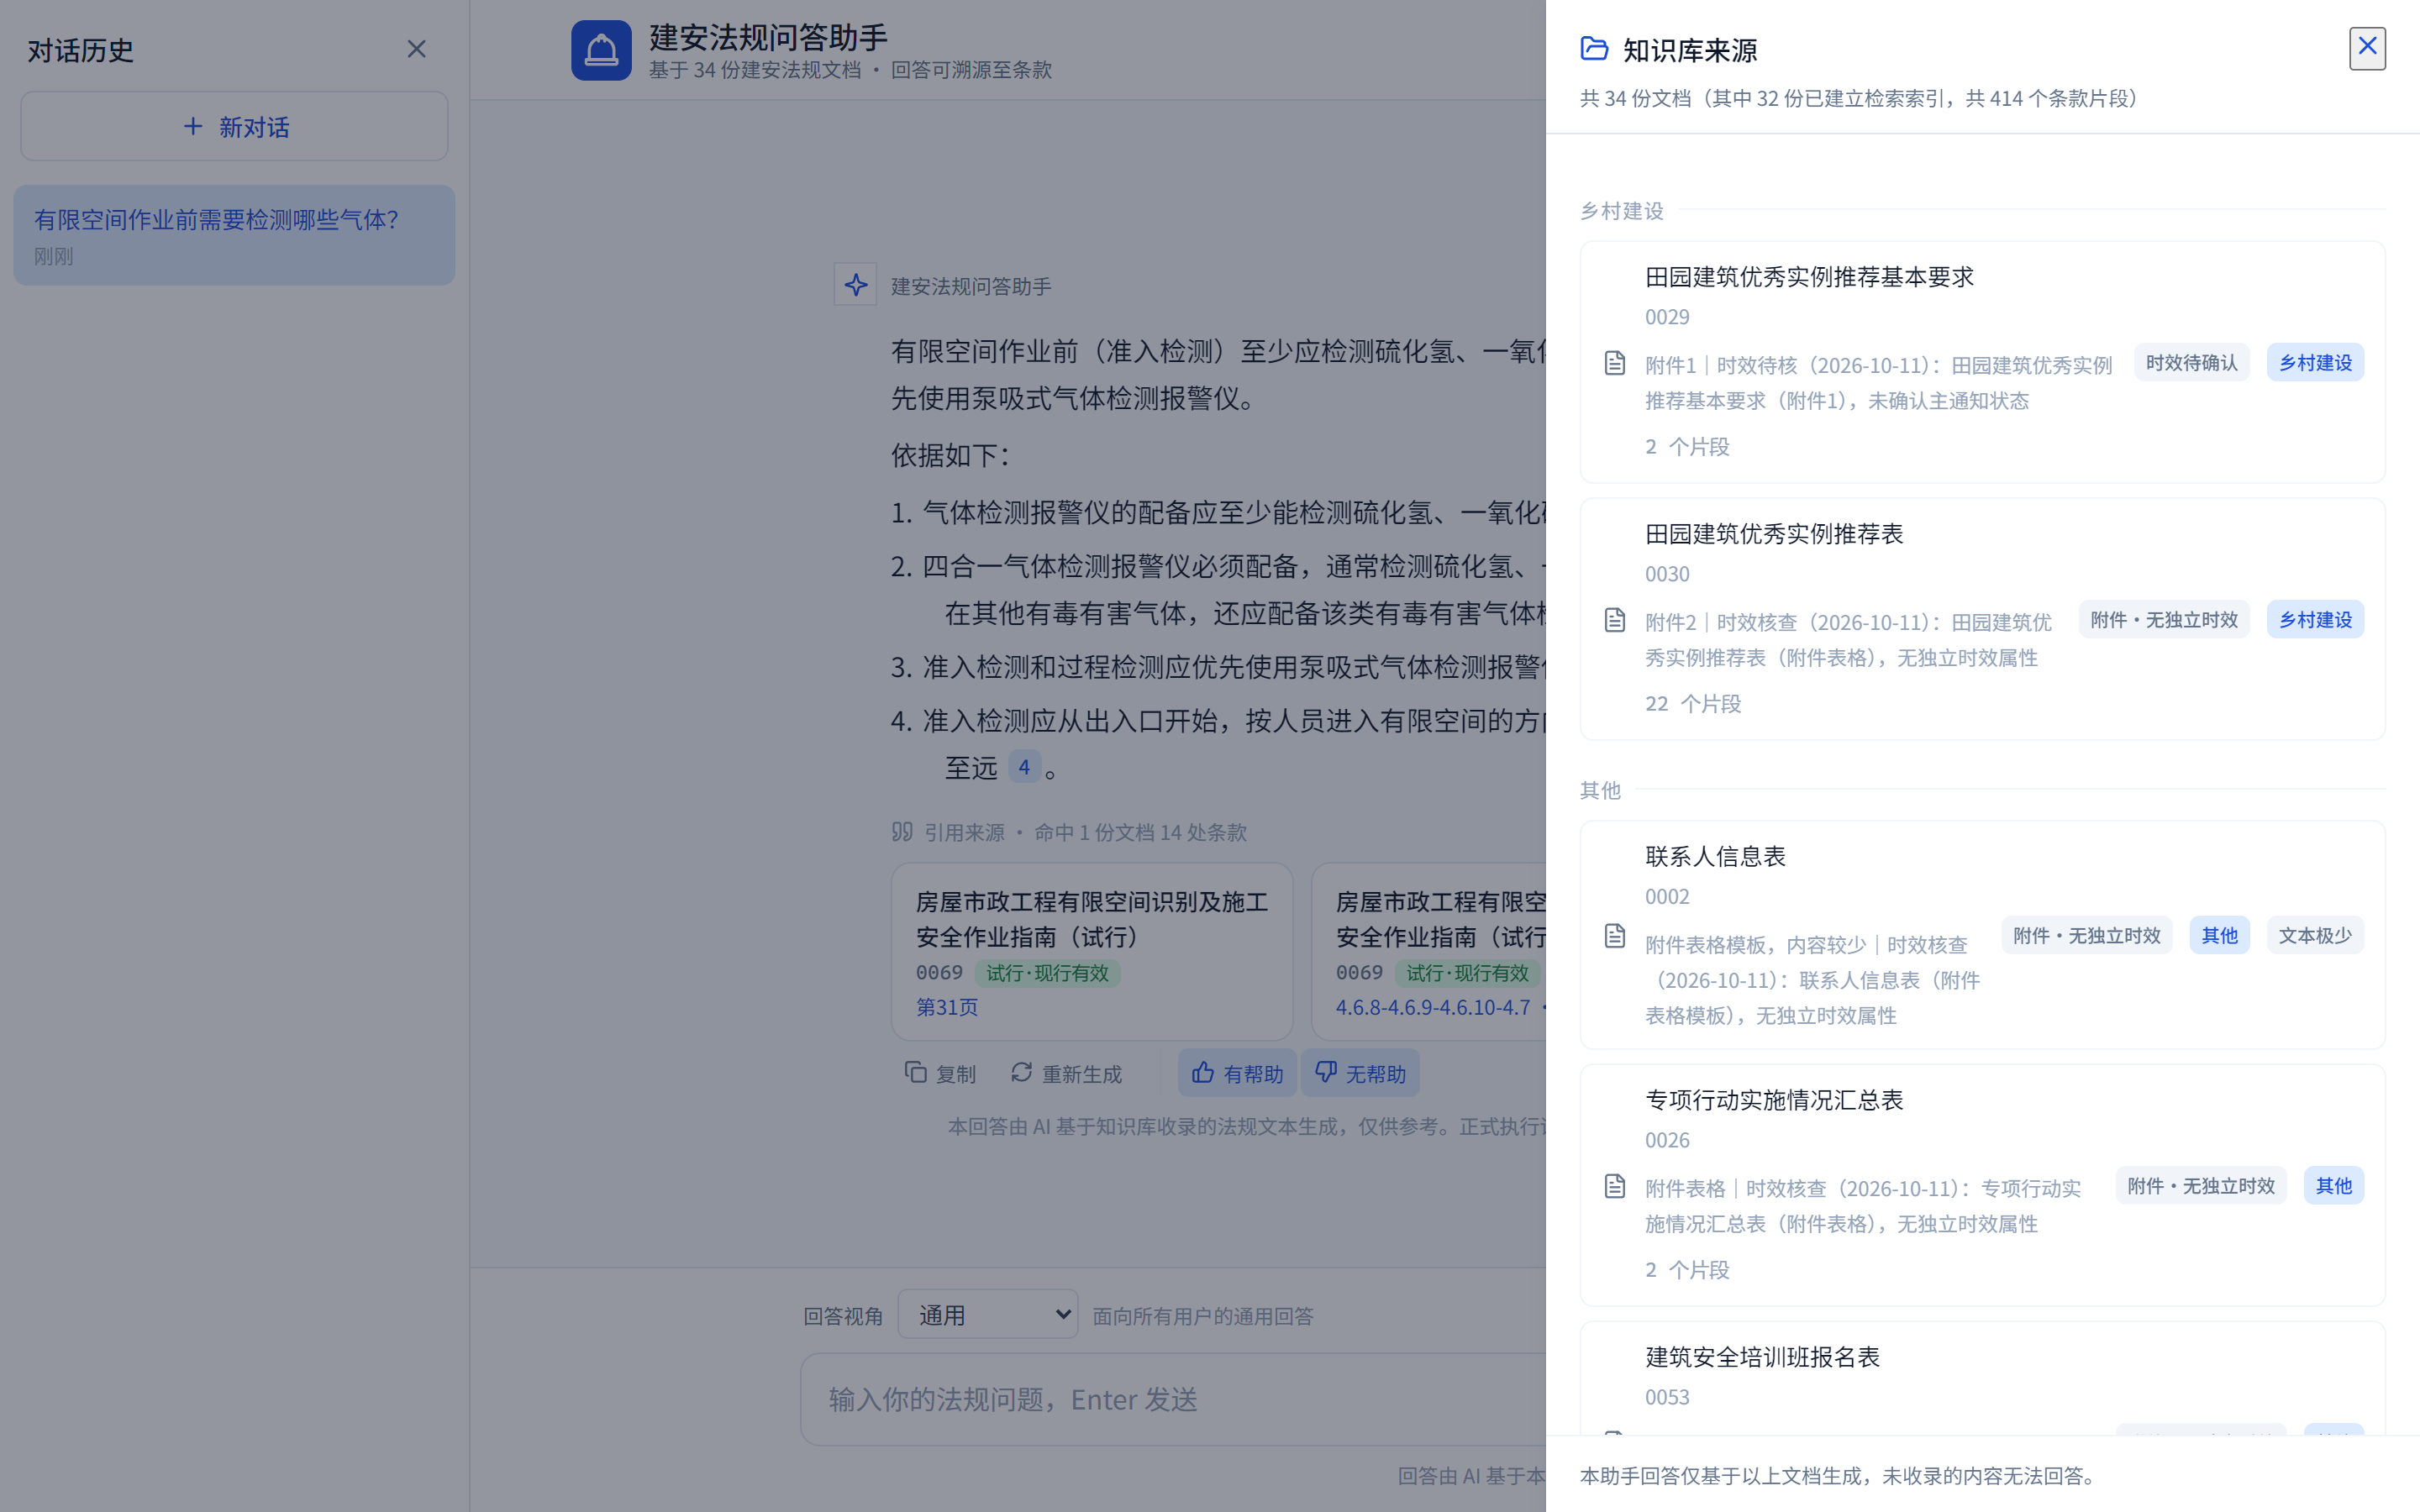 对话历史
新对话
有限空间作业前需要检测哪些气体？
刚刚
建安法规问答助手
基于 34 份建安法规文档 • 回答可溯源至条款
建安法规问答助手
有限空间作业前（准入检测）至少应检测硫化氢、一氧
先使用泵吸式气体检测报警仪。
依据如下：
1. 气体检测报警仪的配备应至少能检测硫化氢、一氧化
2. 四合一气体检测报警仪必须配备，通常检测硫化氢、
在其他有毒有害气体，还应配备该类有毒有害气体
3. 准入检测和过程检测应优先使用泵吸式气体检测报警
4. 准入检测应从出入口开始，按人员进入有限空间的方
至远 4 。
引用来源 • 命中 1 份文档 14 处条款
房屋市政工程有限空间识别及施工
安全作业指南（试行）
0069 试行·现行有效
第31页
房屋市政工程有限空
安全作业指南（试行
0069 试行·现行有效
4.6.8-4.6.9-4.6.10-4.7
复制 重新生成 有帮助 无帮助
本回答由 AI 基于知识库收录的法规文本生成，仅供参考。正式执行
回答视角 通用 面向所有用户的通用回答
输入你的法规问题，Enter 发送
回答由 AI 基于本
知识库来源
共 34 份文档（其中 32 份已建立检索索引，共 414 个条款片段）
乡村建设
田园建筑优秀实例推荐基本要求
0029
附件1｜时效待核（2026-10-11）：田园建筑优秀实例
推荐基本要求（附件1），未确认主通知状态
2 个片段
时效待确认 乡村建设
田园建筑优秀实例推荐表
0030
附件2｜时效核查（2026-10-11）：田园建筑优
秀实例推荐表（附件表格），无独立时效属性
22 个片段
附件・无独立时效 乡村建设
其他
联系人信息表
0002
附件表格模板，内容较少｜时效核查
（2026-10-11）：联系人信息表（附件
表格模板），无独立时效属性
附件・无独立时效 其他 文本极少
专项行动实施情况汇总表
0026
附件表格｜时效核查（2026-10-11）：专项行动实
施情况汇总表（附件表格），无独立时效属性
2 个片段
附件・无独立时效 其他
建筑安全培训班报名表
0053
本助手回答仅基于以上文档生成，未收录的内容无法回答。